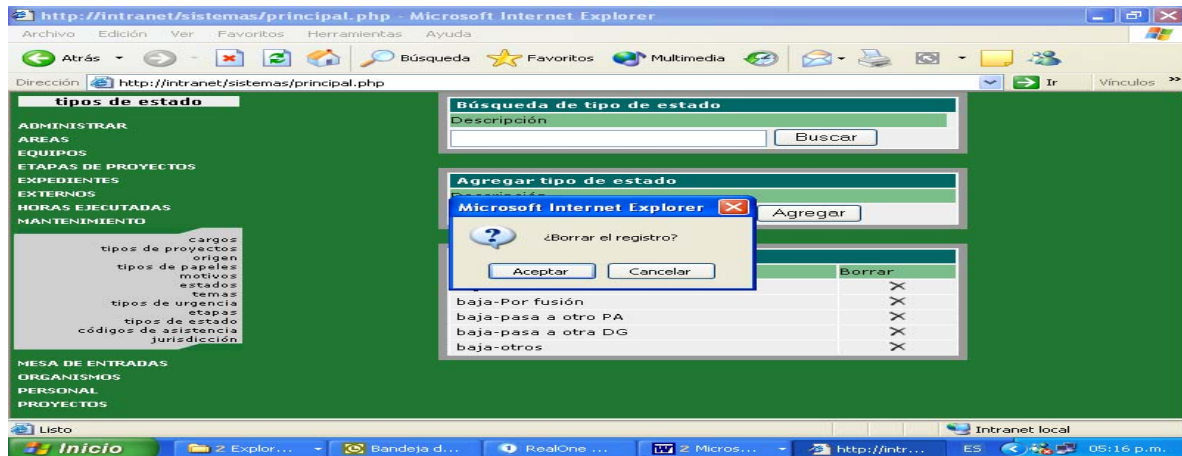 http://intranet/sistemas/principal.php - Microsoft Internet Explorer
Archivo Edición Ver Favoritos Herramientas Ayuda
Atrás Búsqueda Favoritos Multimedia
Dirección http://intranet/sistemas/principal.php Ir Vínculos »
tipos de estado
ADMINISTRAR
AREAS
EQUIPOS
ETAPAS DE PROYECTOS
EXPEDIENTES
EXTERNOS
HORAS EJECUTADAS
MANTENIMIENTO
cargos
tipos de proyectos
origen
tipos de papeles
motivos
estados
temas
tipos de urgencia
etapas
tipos de estado
códigos de asistencia
jurisdicción
MESA DE ENTRADAS
ORGANISMOS
PERSONAL
PROYECTOS
Búsqueda de tipo de estado
Descripción
Buscar
Agregar tipo de estado
Agregar
Microsoft Internet Explorer
¿Borrar el registro?
Aceptar Cancelar
Borrar
baja-Por fusión
baja-pasa a otro PA
baja-pasa a otra DG
baja-otros
Listo Intranet local
Inicio 2 Explor... Bandeja d... RealOne ... 2 Micros... http://intr... ES 05:16 p.m.